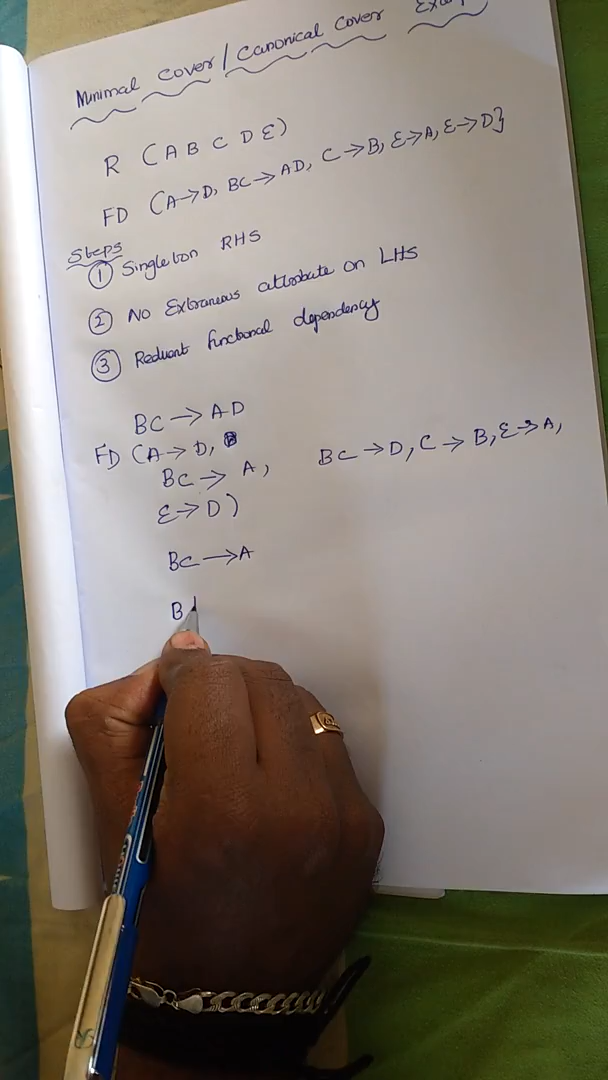 Minimal Cover / Canonical Cover
R (A B C D E)
FD (A→D, BC→AD, C→B, E→A, E→D}
Steps
① Singleton RHS
② No Extraneous attribute on LHS
③ Reduant functional dependency
BC → AD
FD (A→D,
BC → A, BC → D, C → B, E → A,
E → D)
BC → A
B